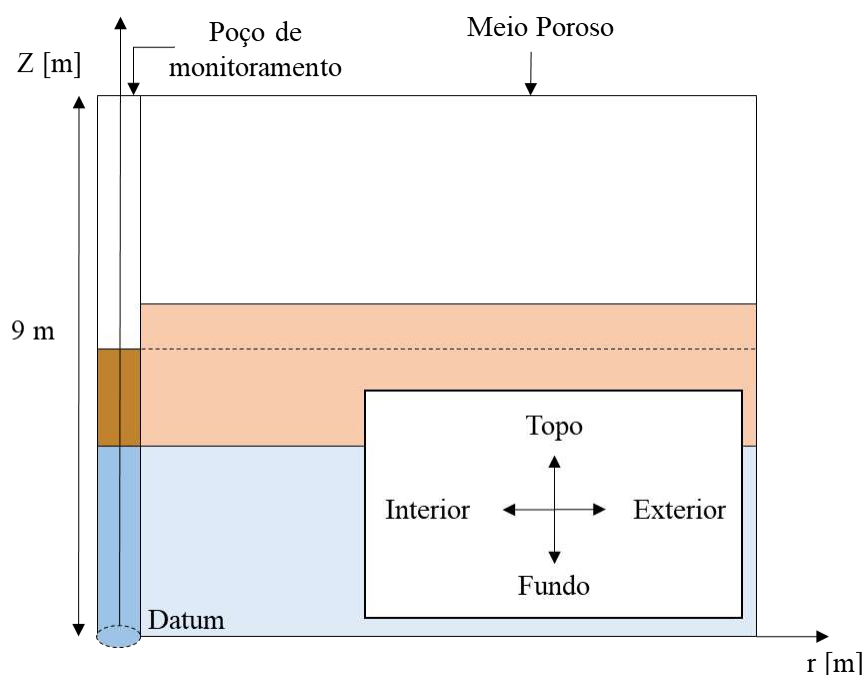 Poço de
monitoramento
Meio Poroso
Z [m]
9 m
Topo
Interior
Exterior
Fundo
Datum
r [m]